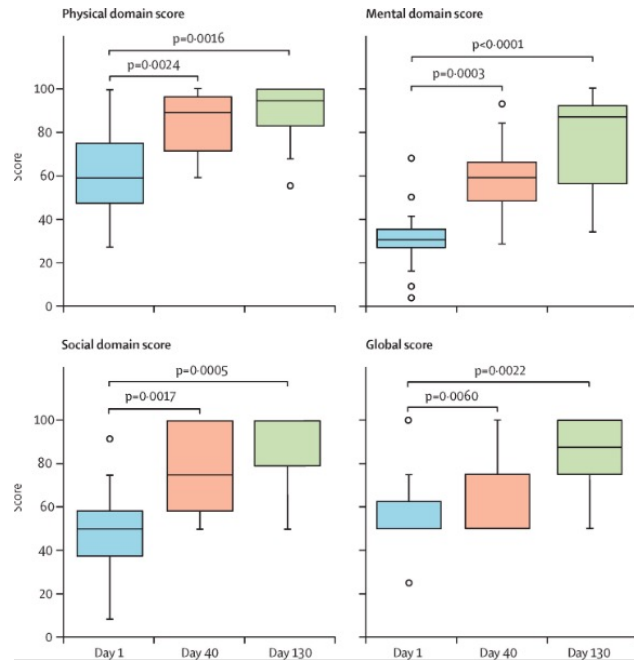 Physical domain score
p=0·0016
p=0·0024
100
80
60
40
20
0
Score
Mental domain score
p<0·0001
p=0·0003
Social domain score
p=0·0005
p=0·0017
100
80
60
40
20
0
Score
Day 1
Day 40
Day 130
Global score
p=0·0022
p=0·0060
Day 1
Day 40
Day 130